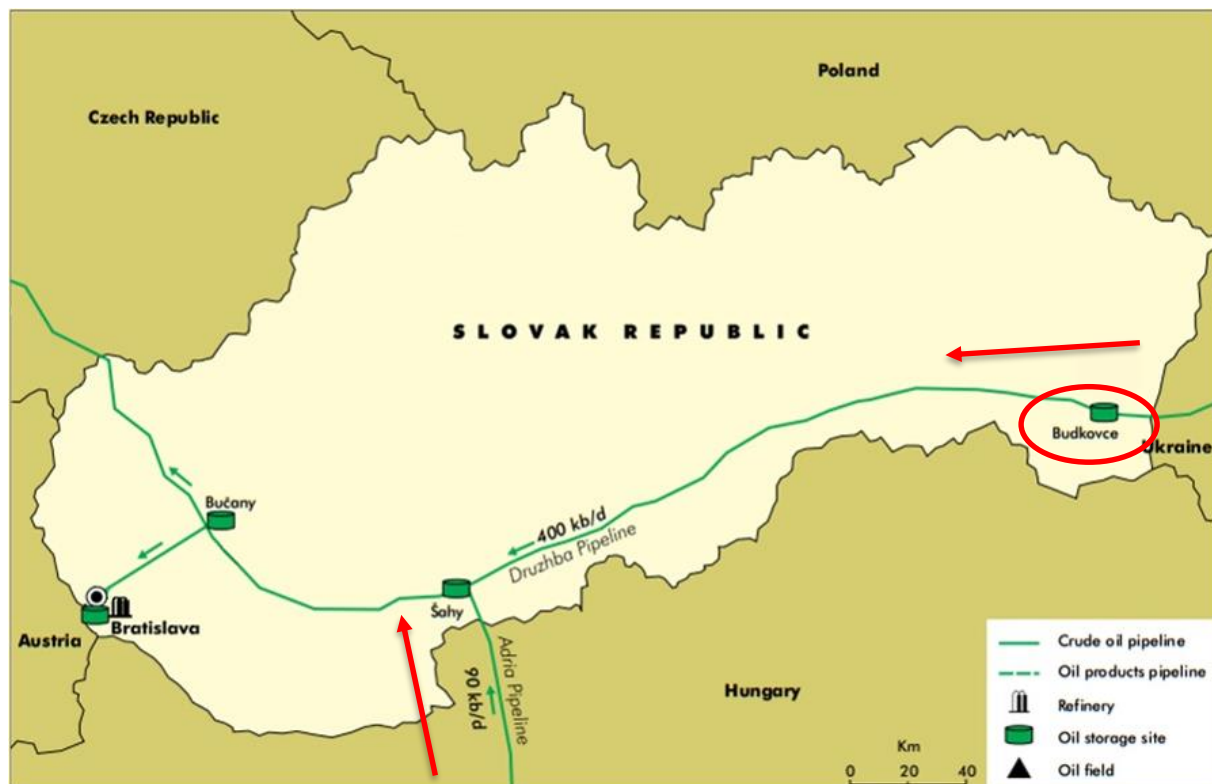 Poland
Czech Republic
SLOVAK REPUBLIC
Budkovce
Ukraine
Bučany
400 kb/d
Druzhba Pipeline
Šahy
Bratislava
Austria
Adria Pipeline
90 kb/d
Hungary
Crude oil pipeline
Oil products pipeline
Refinery
Oil storage site
Oil field
Km
0 20 40